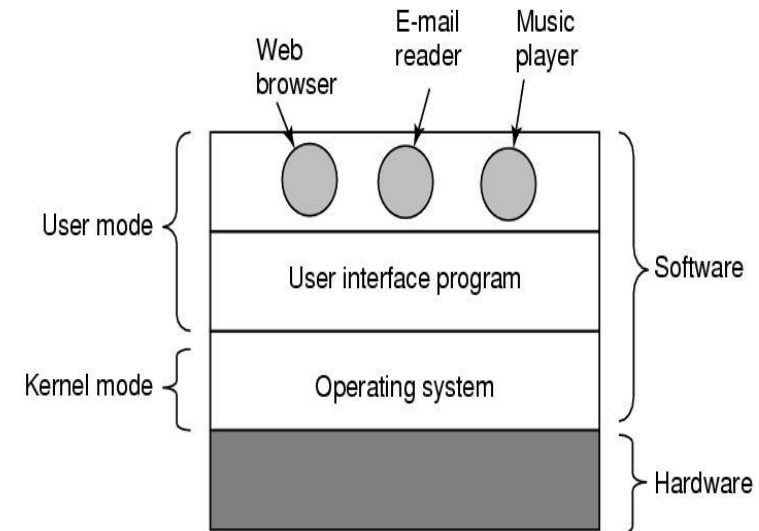 Web
browser
E-mail
reader
Music
player
User mode
User interface program
Software
Kernel mode
Operating system
Hardware